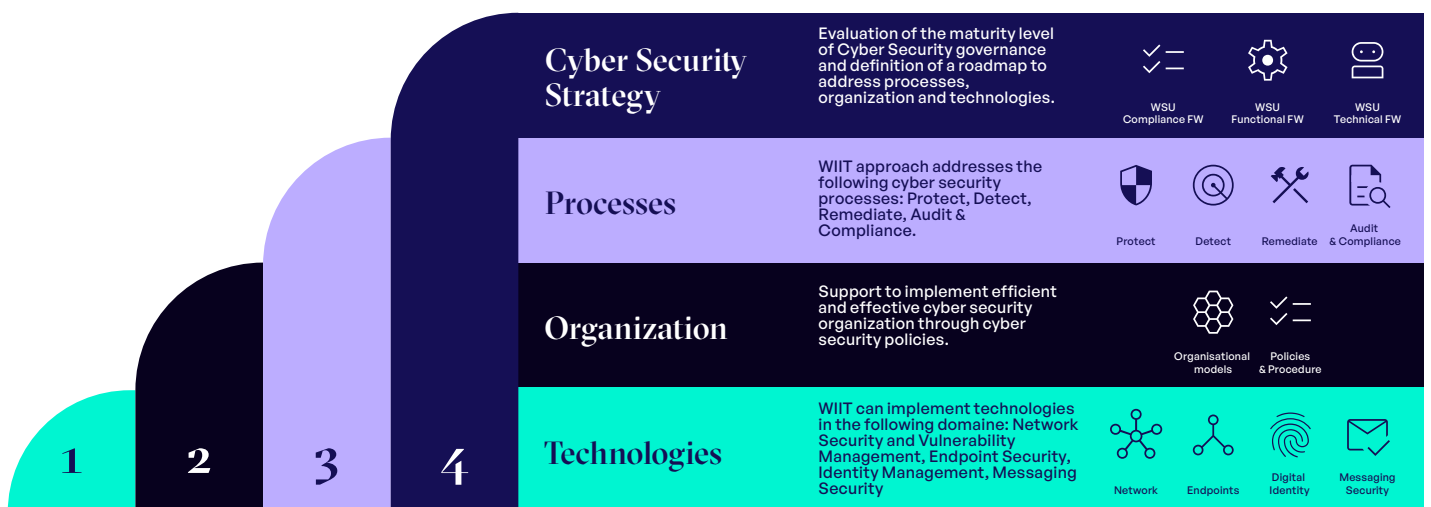 Cyber Security
Strategy
Evaluation of the maturity level
of Cyber Security governance
and definition of a roadmap to
address processes,
organization and technologies.
WSU
Compliance FW
WSU
Functional FW
WSU
Technical FW
Processes
WIIT approach addresses the
following cyber security
processes: Protect, Detect,
Remediate, Audit &
Compliance.
Protect
Detect
Remediate
Audit
& Compliance
Organization
Support to implement efficient
and effective cyber security
organization through cyber
security policies.
Organisational
models
Policies
& Procedure
Technologies
WIIT can implement technologies
in the following domaine: Network
Security and Vulnerability
Management, Endpoint Security,
Identity Management, Messaging
Security
Network
Endpoints
Digital
Identity
Messaging
Security
1
2
3
4